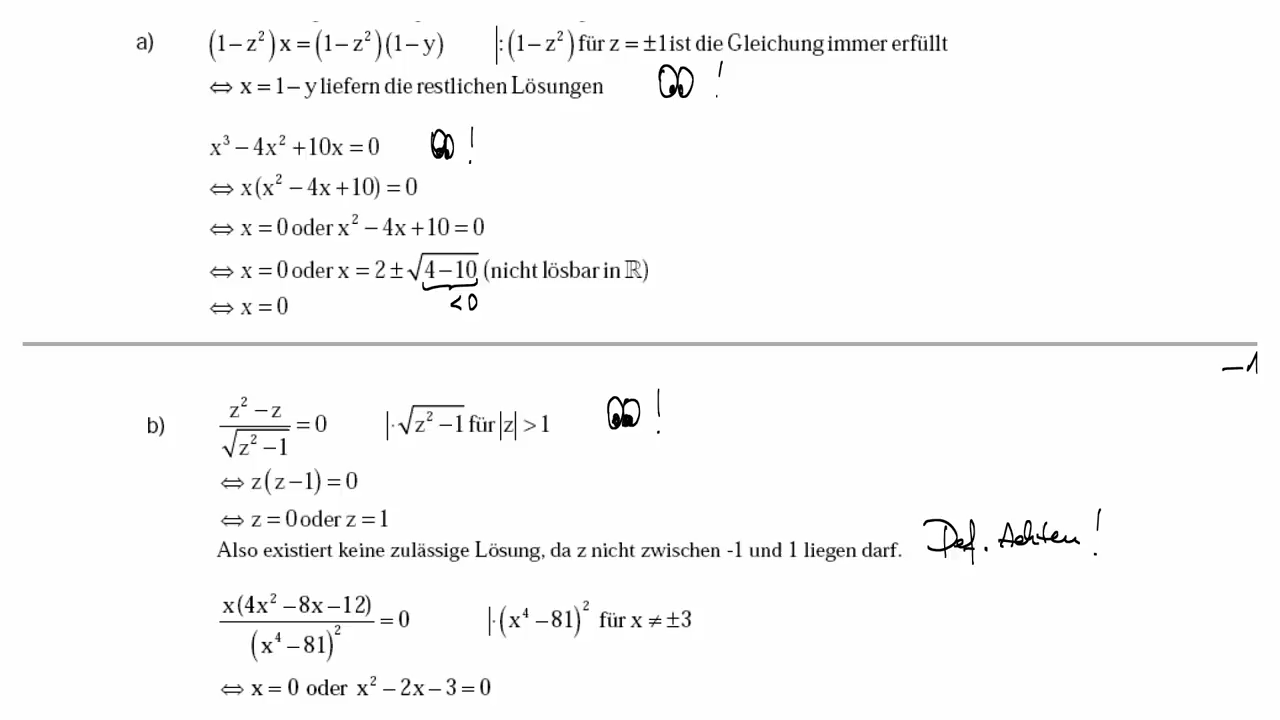 a) (1−z²)x = (1−z²)(1−y) |:(1−z²) für z = ±1 ist die Gleichung immer erfüllt
⇔ x = 1−y liefern die restlichen Lösungen !
x³ − 4x² + 10x = 0 !
⇔ x(x² − 4x + 10) = 0
⇔ x = 0 oder x² − 4x + 10 = 0
⇔ x = 0 oder x = 2 ± √(4−10) (nicht lösbar in ℝ)
< 0
⇔ x = 0
−1
b) (z² − z)/√(z² − 1) = 0 |·√(z² − 1) für |z| > 1 !
⇔ z(z−1) = 0
⇔ z = 0 oder z = 1
Also existiert keine zulässige Lösung, da z nicht zwischen -1 und 1 liegen darf. Def. Achten!
x(4x² − 8x − 12)/(x⁴ − 81)² = 0 |·(x⁴ − 81)² für x ≠ ±3
⇔ x = 0 oder x² − 2x − 3 = 0